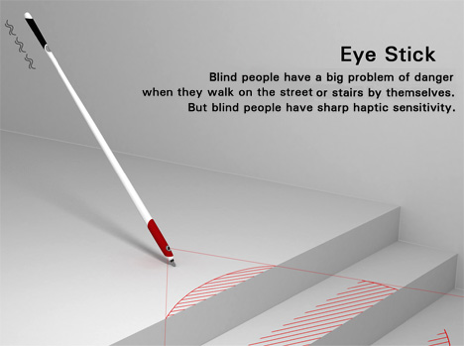 Eye Stick
Blind people have a big problem of danger
when they walk on the street or stairs by themselves.
But blind people have sharp haptic sensitivity.